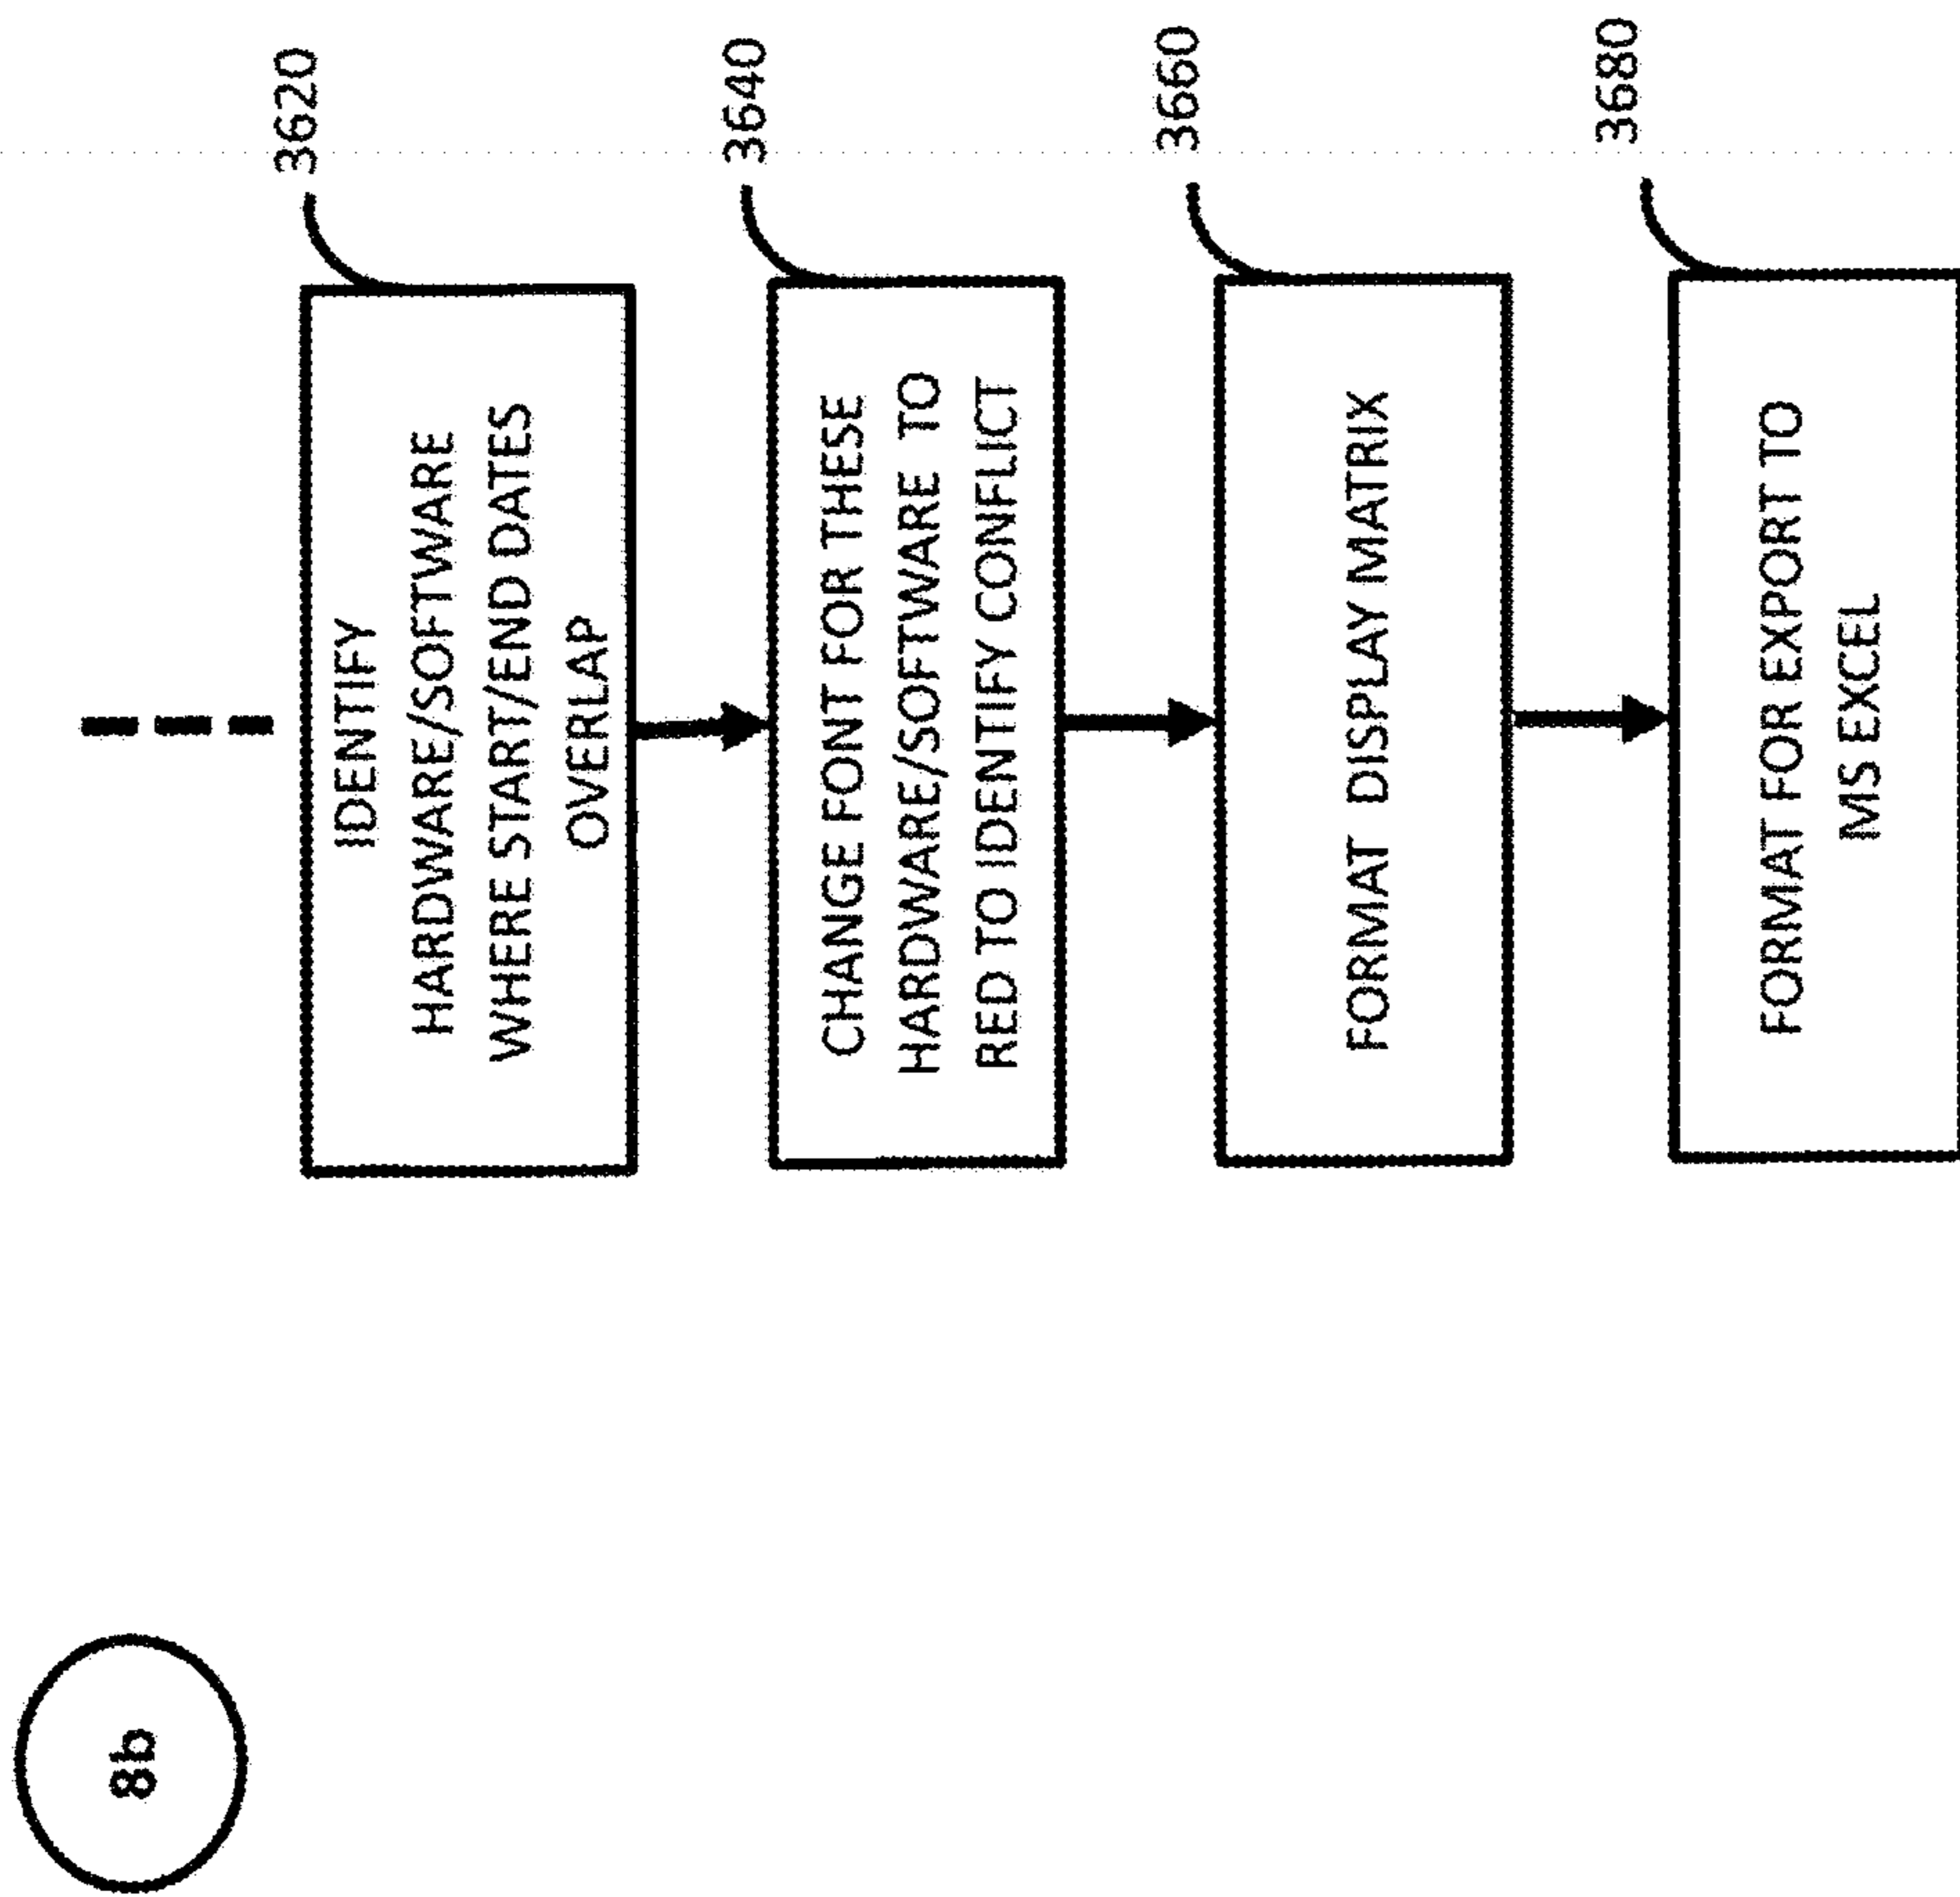 8b
3620
IDENTIFY
HARDWARE/SOFTWARE
WHERE START/END DATES
OVERLAP
3640
CHANGE FONT FOR THESE
HARDWARE/SOFTWARE TO
RED TO IDENTIFY CONFLICT
3660
FORMAT DISPLAY MATRIX
3680
FORMAT FOR EXPORT TO
MS EXCEL